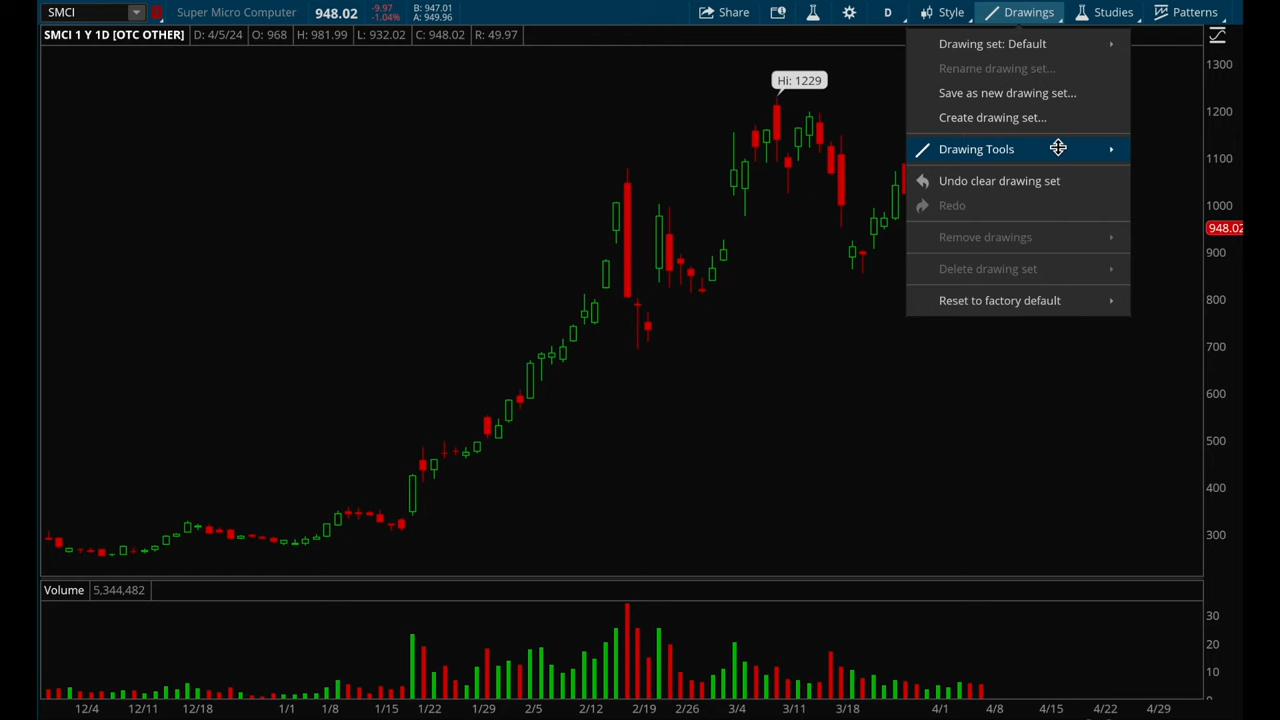 SMCI Super Micro Computer 948.02 -9.97 -1.04% B: 947.01 A: 949.96 Share D Style Drawings Studies Patterns
SMCI 1 Y 1D [OTC OTHER] D: 4/5/24 O: 968 H: 981.99 L: 932.02 C: 948.02 R: 49.97
Drawing set: Default
Rename drawing set...
Save as new drawing set...
Create drawing set...
Drawing Tools
Undo clear drawing set
Redo
Remove drawings
Delete drawing set
Reset to factory default
Hi: 1229
1300
1200
1100
1000
948.02
900
800
700
600
500
400
300
Volume 5,344,482
30
20
10
0
12/4 12/11 12/18 1/1 1/8 1/15 1/22 1/29 2/5 2/12 2/19 2/26 3/4 3/11 3/18 4/1 4/8 4/15 4/22 4/29